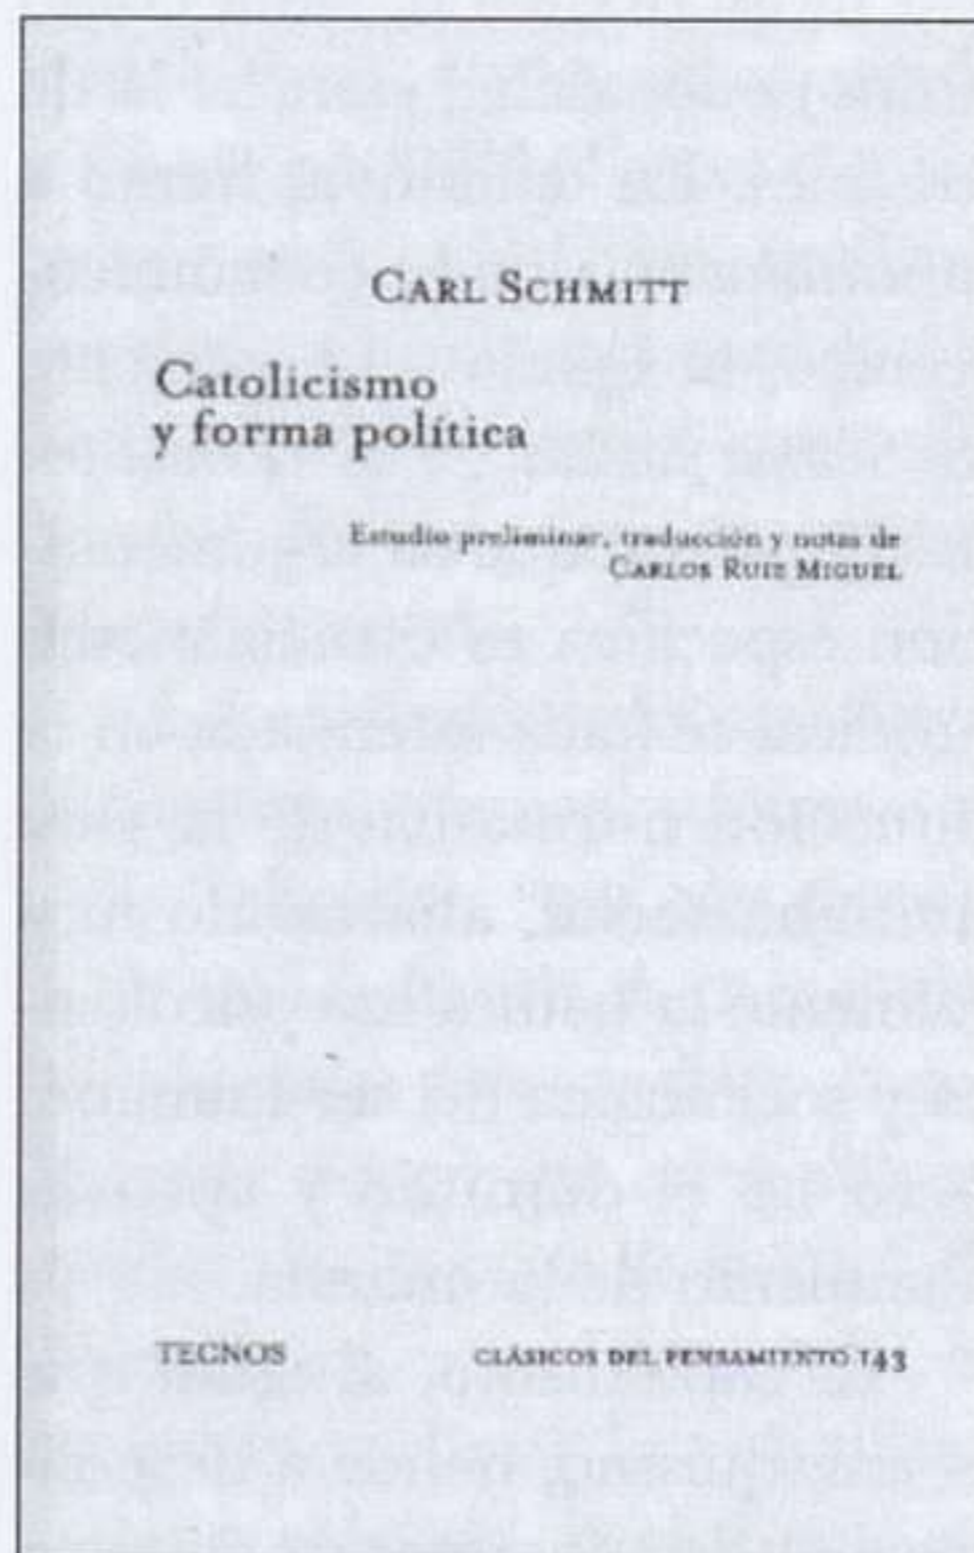 CARL SCHMITT
Catolicismo
y forma política
Estudio preliminar, traducción y notas de
CARLOS RUIZ MIGUEL
TECNOS
CLÁSICOS DEL PENSAMIENTO 143